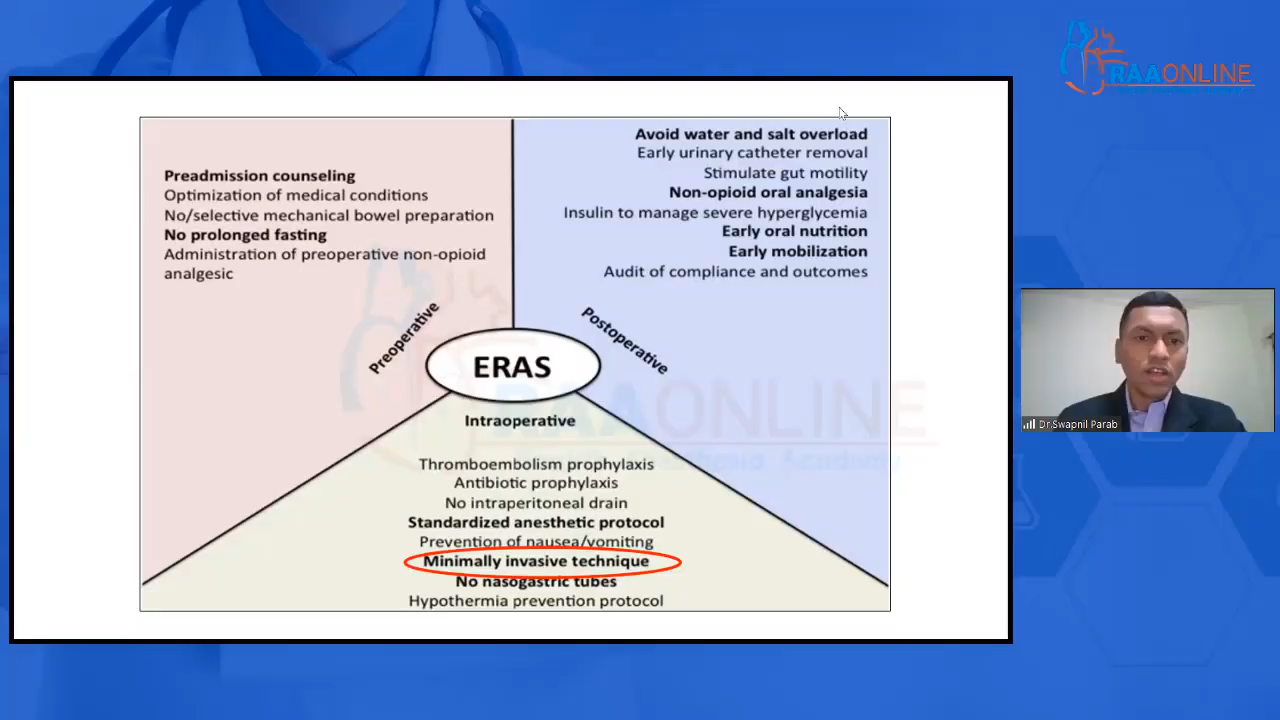 RAAONLINE
Preadmission counseling
Optimization of medical conditions
No/selective mechanical bowel preparation
No prolonged fasting
Administration of preoperative non-opioid
analgesic
Avoid water and salt overload
Early urinary catheter removal
Stimulate gut motility
Non-opioid oral analgesia
Insulin to manage severe hyperglycemia
Early oral nutrition
Early mobilization
Audit of compliance and outcomes
Preoperative
Postoperative
ERAS
Intraoperative
Thromboembolism prophylaxis
Antibiotic prophylaxis
No intraperitoneal drain
Standardized anesthetic protocol
Prevention of nausea/vomiting
Minimally invasive technique
No nasogastric tubes
Hypothermia prevention protocol
RAAONLINE
Dr.Swapnil Parab